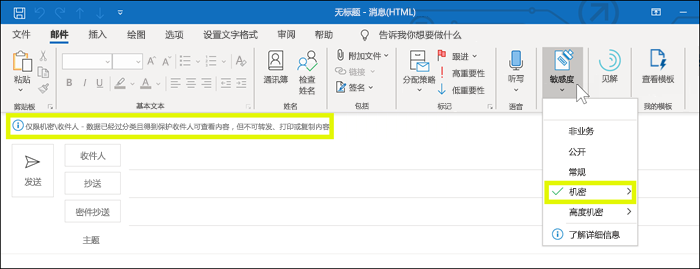 无标题 - 消息(HTML)
文件 邮件 插入 绘图 选项 设置文字格式 审阅 帮助 告诉我你想要做什么
粘贴
B I U A
通讯簿 检查姓名
附加文件
链接
签名
分配策略
跟进
高重要性
低重要性
听写
敏感度
见解
查看模板
剪贴板 基本文本 姓名 包括 标记 语音 我的模板
仅限机密\收件人 - 数据已经过分类且得到保护收件人可查看内容，但不可转发、打印或复制内容
发送
收件人
抄送
密件抄送
主题
非业务
公开
常规
机密
高度机密
了解详细信息